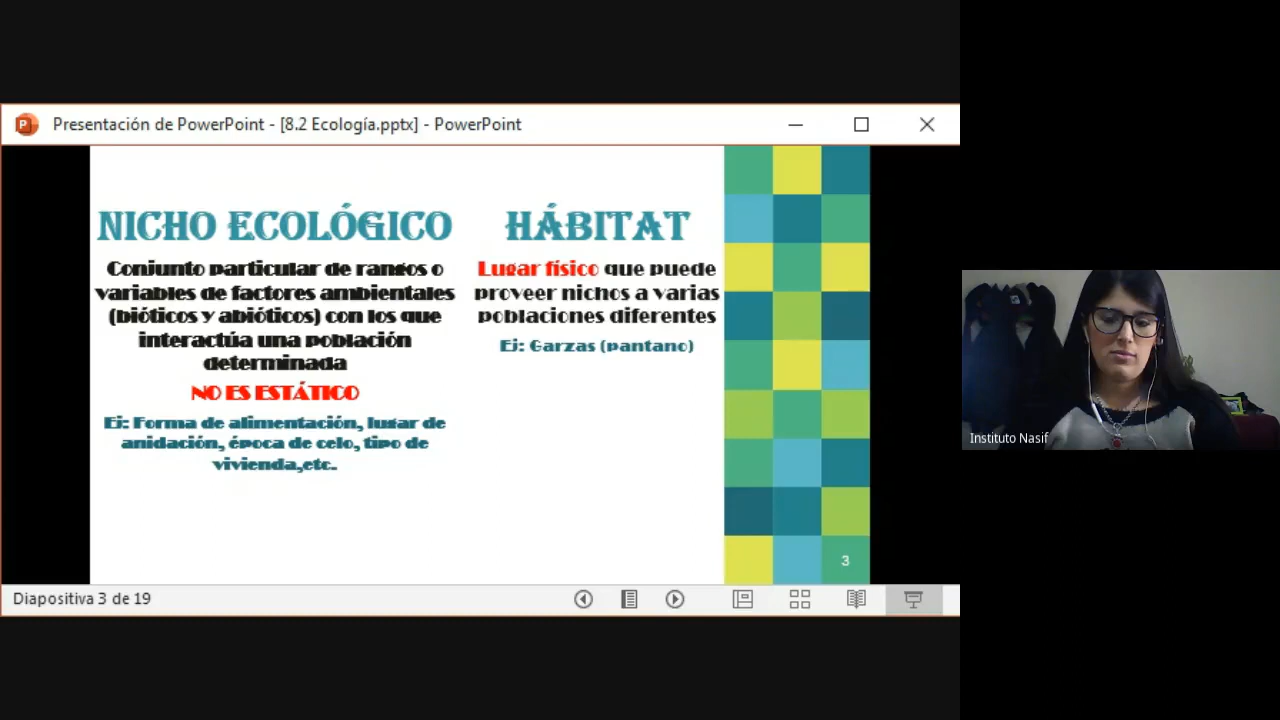 Presentación de PowerPoint - [8.2 Ecología.pptx] - PowerPoint
NICHO ECOLÓGICO
Conjunto particular de rangos o
variables de factores ambientales
(bióticos y abióticos) con los que
interactúa una población
determinada
NO ES ESTÁTICO
Ej: Forma de alimentación, lugar de
anidación, época de celo, tipo de
vivienda,etc.
HÁBITAT
Lugar físico que puede
proveer nichos a varias
poblaciones diferentes
Ej: Garzas (pantano)
3
Diapositiva 3 de 19
Instituto Nasif